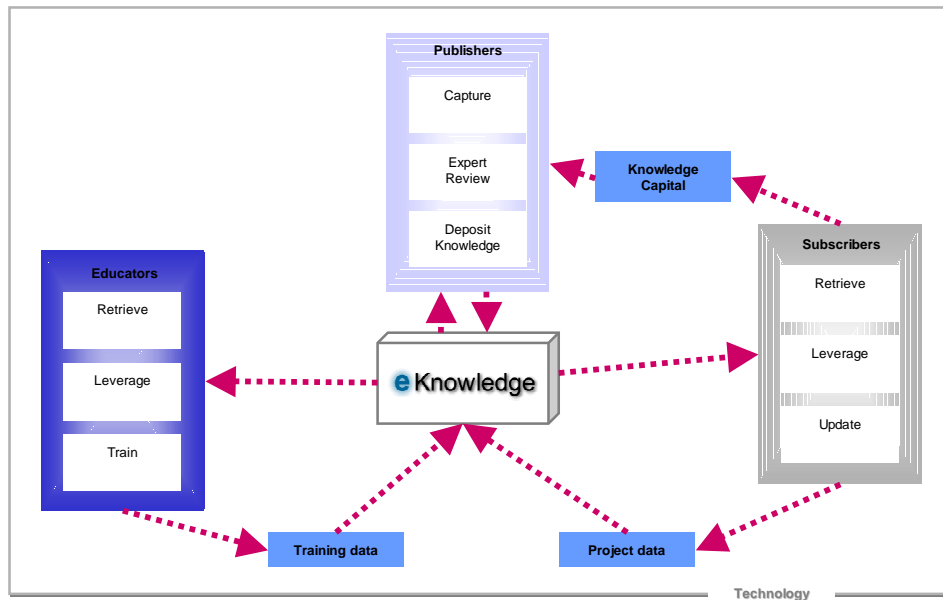 Publishers
Capture
Expert
Review
Deposit
Knowledge
Knowledge
Capital
Subscribers
Retrieve
Leverage
Update
Educators
Retrieve
Leverage
Train
eKnowledge
Training data
Project data
Technology